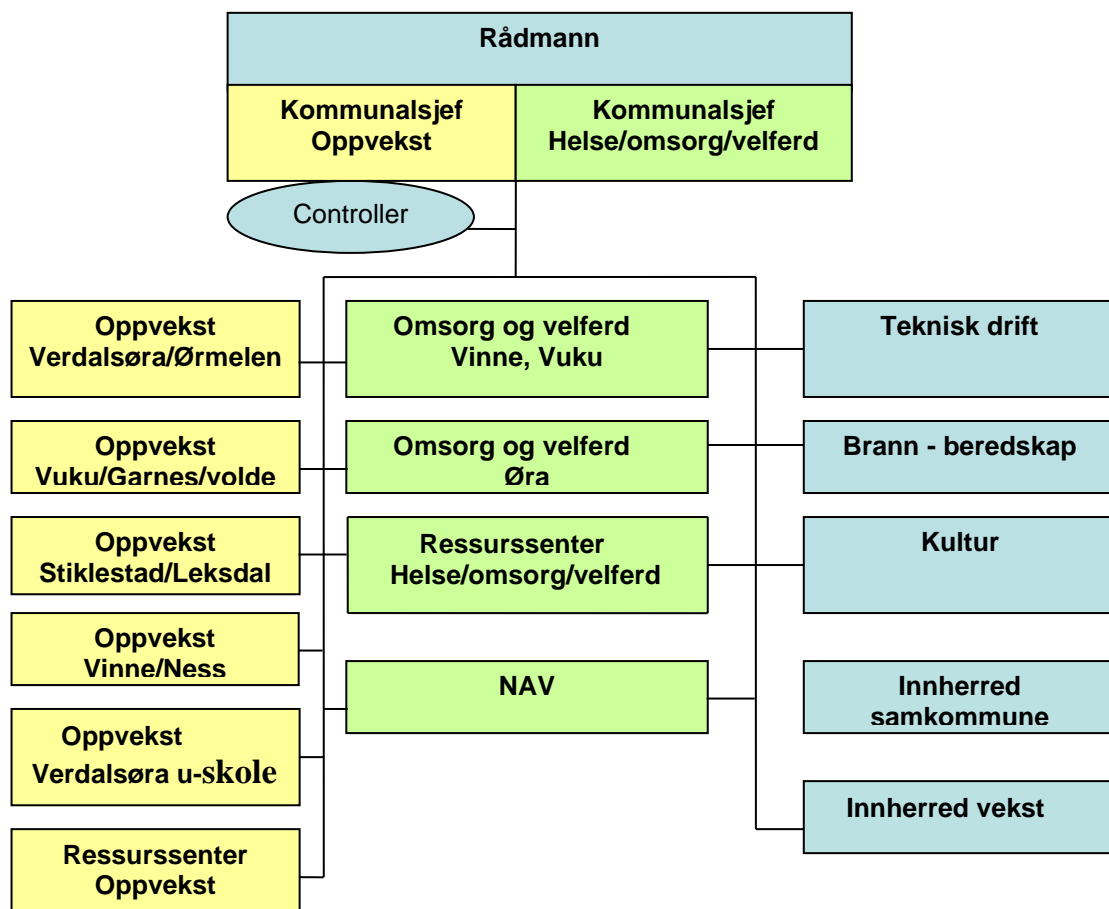 Rådmann
Kommunalsjef
Oppvekst
Kommunalsjef
Helse/omsorg/velferd
Controller
Oppvekst
Verdalsøra/Ørmelen
Omsorg og velferd
Vinne, Vuku
Teknisk drift
Oppvekst
Vuku/Garnes/volde
Omsorg og velferd
Øra
Brann - beredskap
Oppvekst
Stiklestad/Leksdal
Ressurssenter
Helse/omsorg/velferd
Kultur
Oppvekst
Vinne/Ness
NAV
Innherred
samkommune
Oppvekst
Verdalsøra u-skole
Innherred vekst
Ressurssenter
Oppvekst